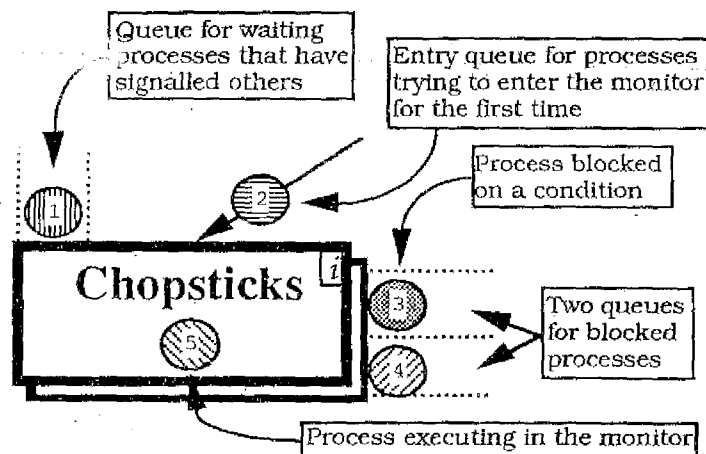 Queue for waiting
processes that have
signalled others
Entry queue for processes
trying to enter the monitor
for the first time
Process blocked
on a condition
1
2
i
Chopsticks
3
Two queues
for blocked
processes
5
4
Process executing in the monitor